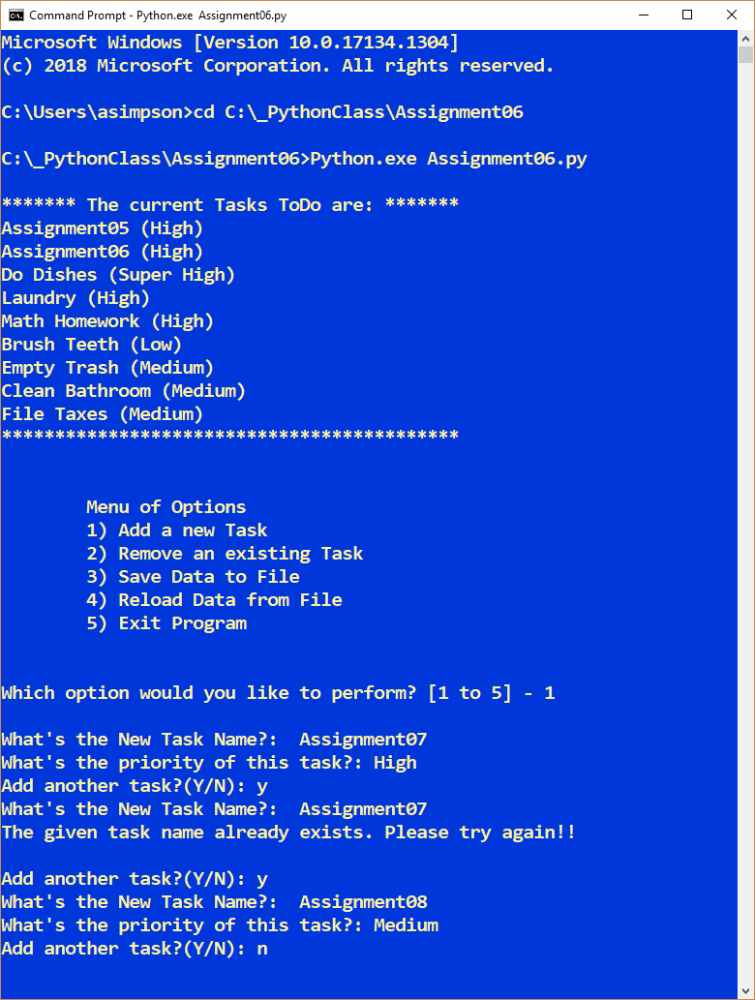 Command Prompt - Python.exe  Assignment06.py
Microsoft Windows [Version 10.0.17134.1304]
(c) 2018 Microsoft Corporation. All rights reserved.
C:\Users\asimpson>cd C:\_PythonClass\Assignment06
C:\_PythonClass\Assignment06>Python.exe Assignment06.py
******* The current Tasks ToDo are: *******
Assignment05 (High)
Assignment06 (High)
Do Dishes (Super High)
Laundry (High)
Math Homework (High)
Brush Teeth (Low)
Empty Trash (Medium)
Clean Bathroom (Medium)
File Taxes (Medium)
*******************************************
Menu of Options
1) Add a new Task
2) Remove an existing Task
3) Save Data to File
4) Reload Data from File
5) Exit Program
Which option would you like to perform? [1 to 5] - 1
What's the New Task Name?:  Assignment07
What's the priority of this task?: High
Add another task?(Y/N): y
What's the New Task Name?:  Assignment07
The given task name already exists. Please try again!!
Add another task?(Y/N): y
What's the New Task Name?:  Assignment08
What's the priority of this task?: Medium
Add another task?(Y/N): n